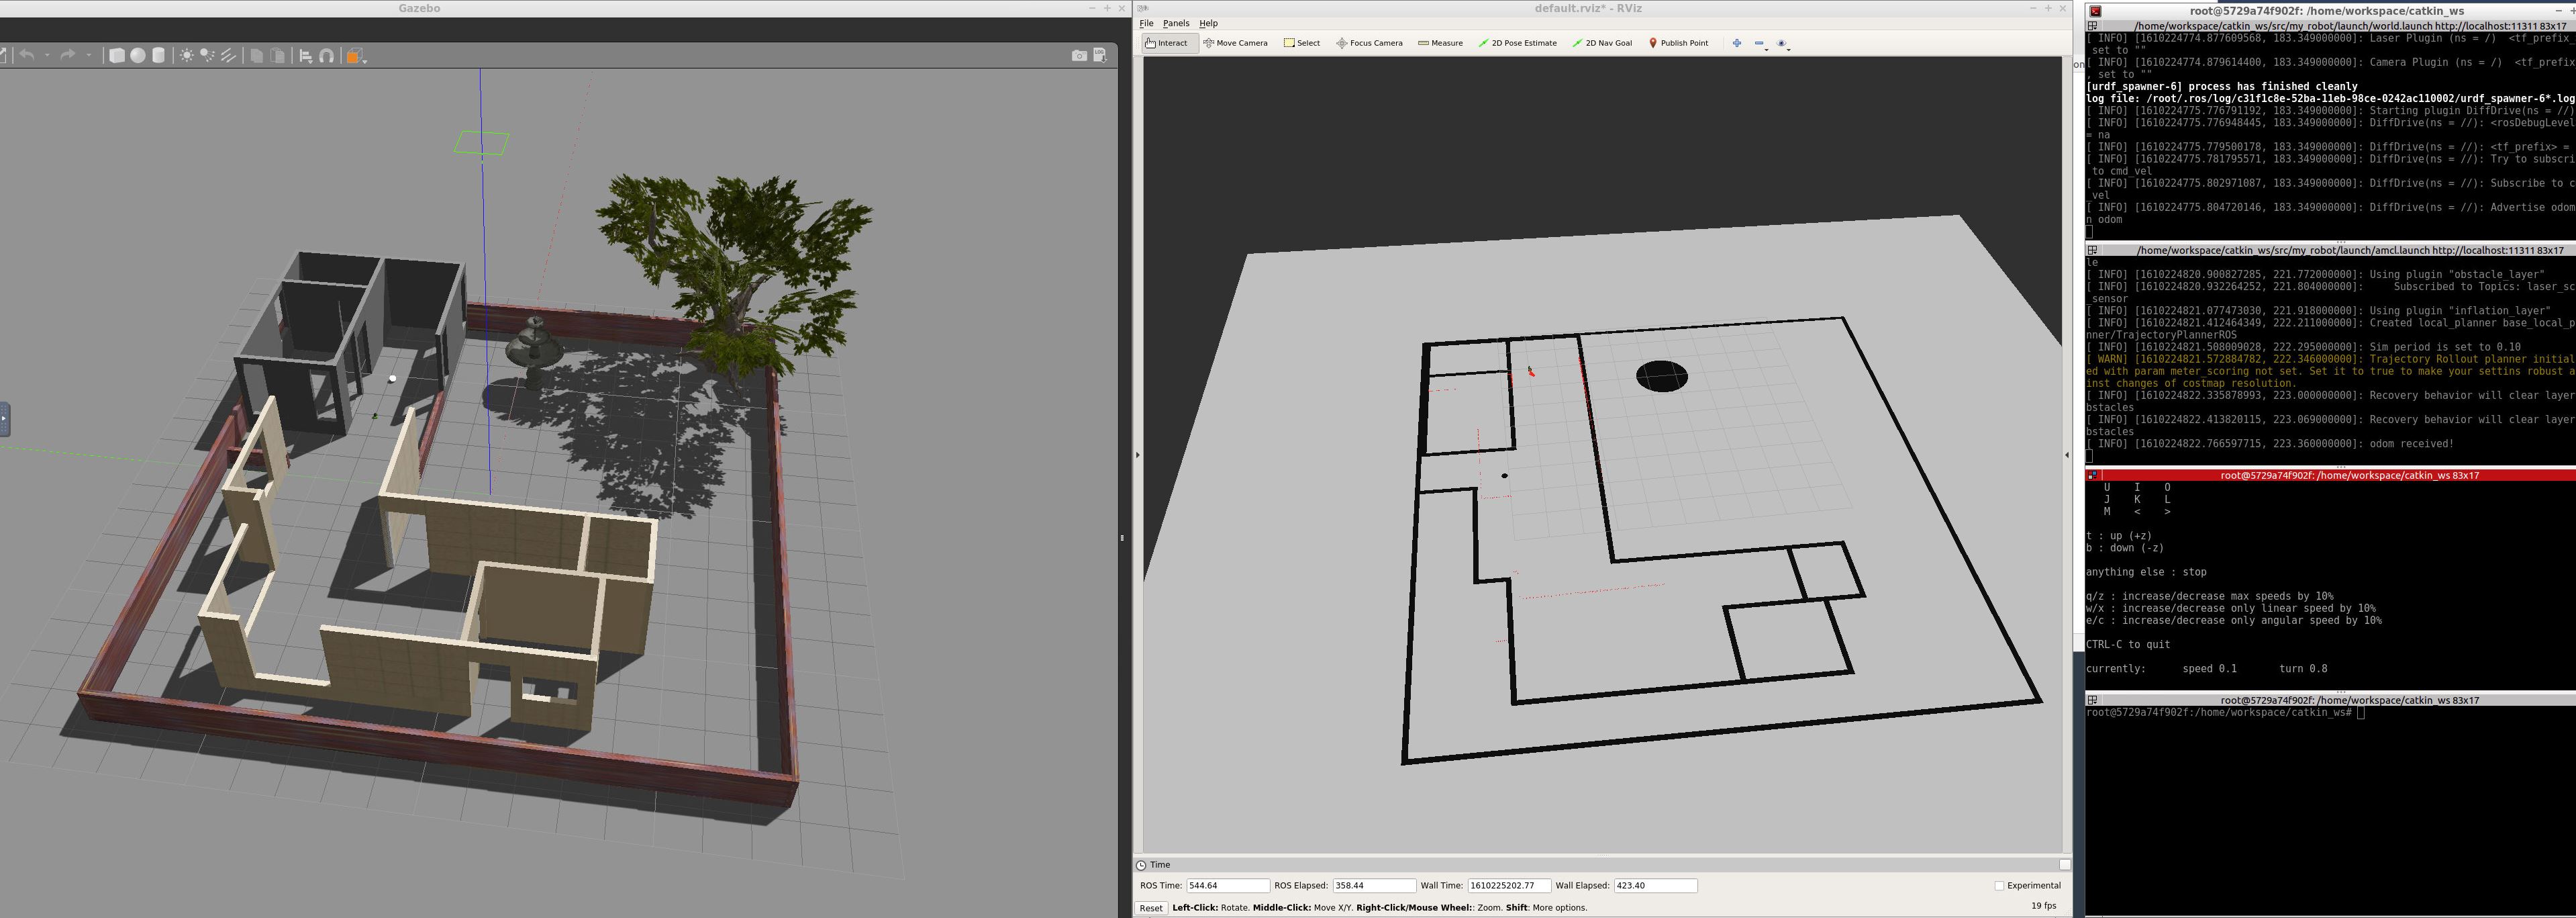 Gazebo
default.rviz* - RViz
File Panels Help
Interact Move Camera Select Focus Camera Measure 2D Pose Estimate 2D Nav Goal Publish Point
Time
ROS Time: 544.64 ROS Elapsed: 358.44 Wall Time: 1610225202.77 Wall Elapsed: 423.40 Experimental
Reset Left-Click: Rotate. Middle-Click: Move X/Y. Right-Click/Mouse Wheel:: Zoom. Shift: More options. 19 fps
root@5729a74f902f: /home/workspace/catkin_ws
/home/workspace/catkin_ws/src/my_robot/launch/world.launch http://localhost:11311 83x17
[ INFO] [1610224774.877609568, 183.349000000]: Laser Plugin (ns = /) <tf_prefix_
set to ""
[ INFO] [1610224774.879614400, 183.349000000]: Camera Plugin (ns = /) <tf_prefix
, set to ""
[urdf_spawner-6] process has finished cleanly
log file: /root/.ros/log/c31f1c8e-52ba-11eb-98ce-0242ac110002/urdf_spawner-6*.log
[ INFO] [1610224775.776791192, 183.349000000]: Starting plugin DiffDrive(ns = //)
[ INFO] [1610224775.776948445, 183.349000000]: DiffDrive(ns = //): <rosDebugLevel
= na
[ INFO] [1610224775.779500178, 183.349000000]: DiffDrive(ns = //): <tf_prefix> =
[ INFO] [1610224775.781795571, 183.349000000]: DiffDrive(ns = //): Try to subscri
to cmd_vel
[ INFO] [1610224775.802971087, 183.349000000]: DiffDrive(ns = //): Subscribe to c
_vel
[ INFO] [1610224775.804720146, 183.349000000]: DiffDrive(ns = //): Advertise odom
n odom
/home/workspace/catkin_ws/src/my_robot/launch/amcl.launch http://localhost:11311 83x17
le
[ INFO] [1610224820.900827285, 221.772000000]: Using plugin "obstacle_layer"
[ INFO] [1610224820.932264252, 221.804000000]: Subscribed to Topics: laser_sc
_sensor
[ INFO] [1610224821.077473030, 221.918000000]: Using plugin "inflation_layer"
[ INFO] [1610224821.412464349, 222.211000000]: Created local_planner base_local_p
nner/TrajectoryPlannerROS
[ INFO] [1610224821.508009028, 222.295000000]: Sim period is set to 0.10
[ WARN] [1610224821.572884782, 222.346000000]: Trajectory Rollout planner initial
ed with param meter_scoring not set. Set it to true to make your settins robust a
inst changes of costmap resolution.
[ INFO] [1610224822.335878993, 223.000000000]: Recovery behavior will clear layer
bstacles
[ INFO] [1610224822.413820115, 223.069000000]: Recovery behavior will clear layer
bstacles
[ INFO] [1610224822.766597715, 223.360000000]: odom received!
root@5729a74f902f: /home/workspace/catkin_ws 83x17
U I O
J K L
M < >
t : up (+z)
b : down (-z)
anything else : stop
q/z : increase/decrease max speeds by 10%
w/x : increase/decrease only linear speed by 10%
e/c : increase/decrease only angular speed by 10%
CTRL-C to quit
currently: speed 0.1 turn 0.8
root@5729a74f902f: /home/workspace/catkin_ws 83x17
root@5729a74f902f:/home/workspace/catkin_ws#